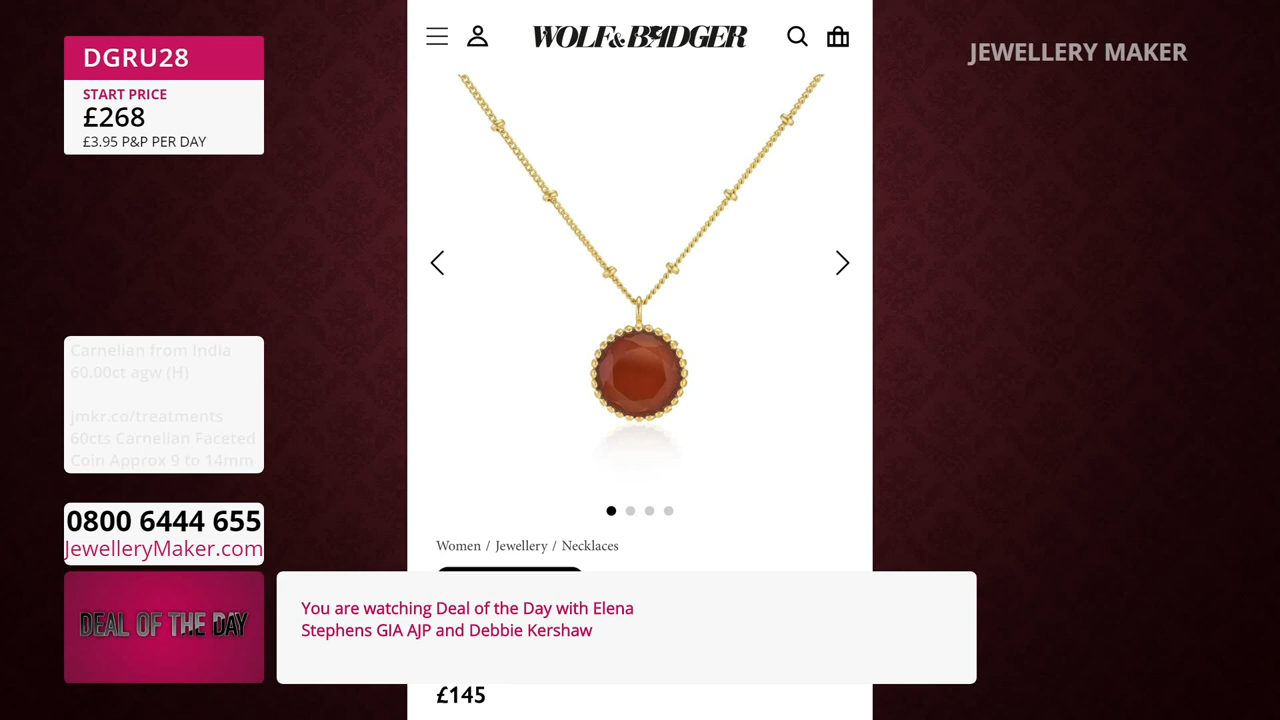 DGRU28
START PRICE
£268
£3.95 P&P PER DAY
WOLF&BADGER
JEWELLERY MAKER
Carnelian from India
60.00ct agw (H)
jmkr.co/treatments
60cts Carnelian Faceted
Coin Approx 9 to 14mm
0800 6444 655
JewelleryMaker.com
DEAL OF THE DAY
Women / Jewellery / Necklaces
You are watching Deal of the Day with Elena
Stephens GIA AJP and Debbie Kershaw
£145